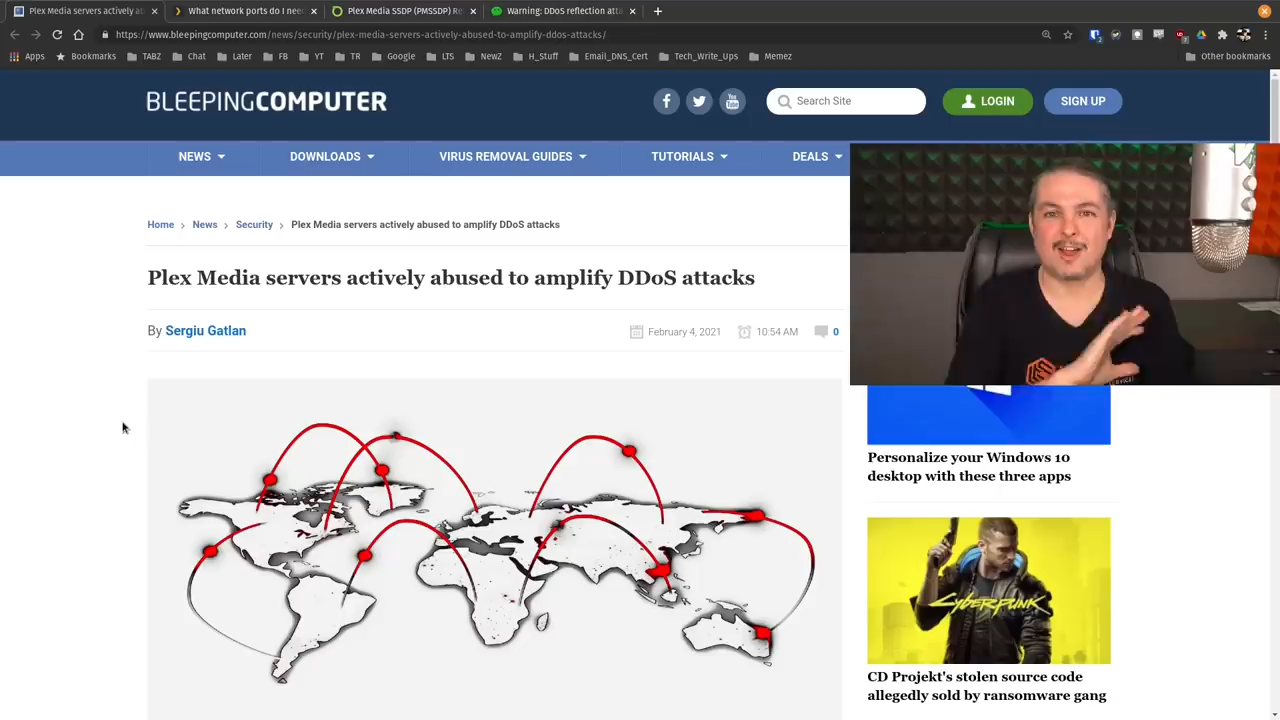 Plex Media servers actively ab
What network ports do I nee
Plex Media SSDP (PMSSDP) Re
Warning: DDos reflection atta
https://www.bleepingcomputer.com/news/security/plex-media-servers-actively-abused-to-amplify-ddos-attacks/
Apps
Bookmarks
TABZ
Chat
Later
FB
YT
TR
Google
LTS
NewZ
H_Stuff
Email_DNS_Cert
Tech_Write_Ups
Memez
Other bookmarks
BLEEPINGCOMPUTER
You Tube
Search Site
LOGIN
SIGN UP
NEWS
DOWNLOADS
VIRUS REMOVAL GUIDES
TUTORIALS
DEALS
Home > News > Security > Plex Media servers actively abused to amplify DDoS attacks
Plex Media servers actively abused to amplify DDoS attacks
By Sergiu Gatlan
February 4, 2021
10:54 AM
0
Personalize your Windows 10
desktop with these three apps
CYBERPUNK
CD Projekt's stolen source code
allegedly sold by ransomware gang